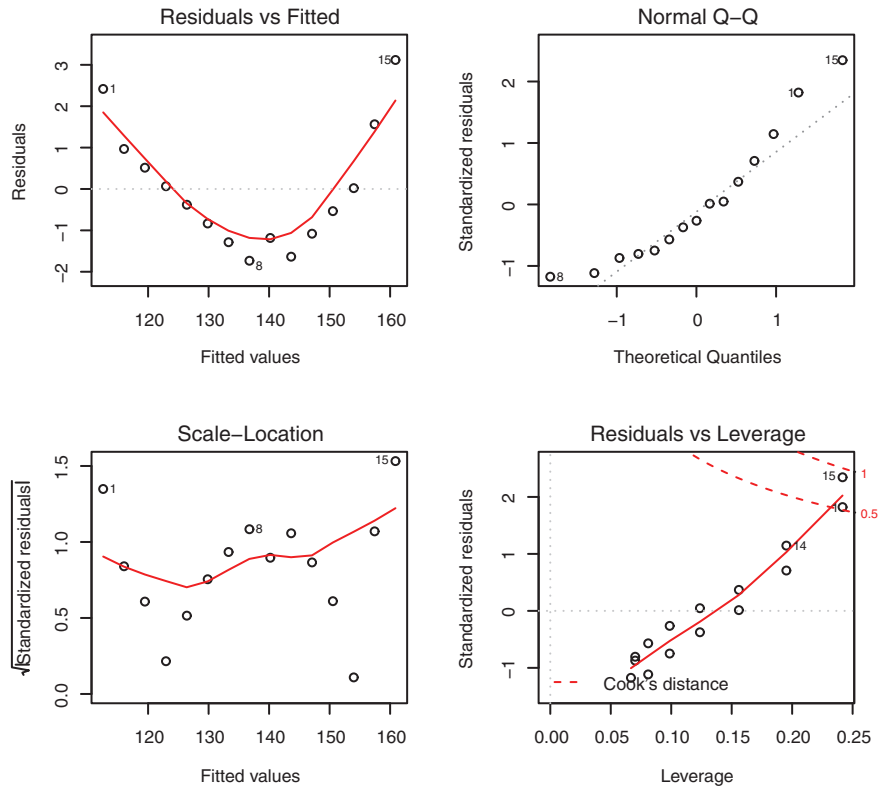 Residuals vs Fitted
Residuals
3
2
1
0
−1
−2
1
8
15
120 130 140 150 160
Fitted values
Normal Q−Q
Standardized residuals
2
1
0
−1
8
1
15
−1 0 1
Theoretical Quantiles
Scale−Location
√|Standardized residuals|
1.5
1.0
0.5
0.0
1
8
15
120 130 140 150 160
Fitted values
Residuals vs Leverage
Standardized residuals
2
1
0
−1
15
1
14
1
0.5
Cook's distance
0.00 0.05 0.10 0.15 0.20 0.25
Leverage